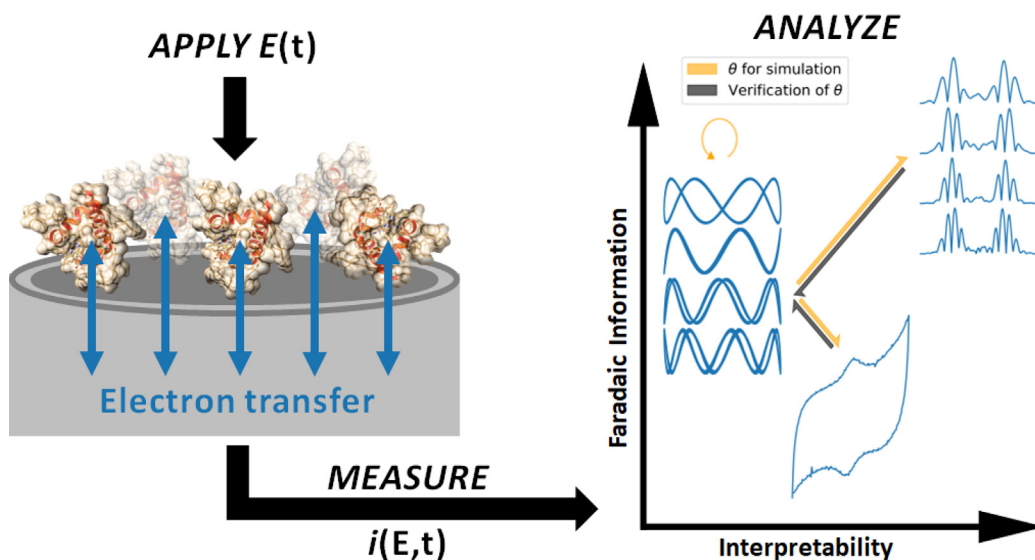 APPLY E(t)
Electron transfer
MEASURE
i(E,t)
ANALYZE
θ for simulation
Verification of θ
Faradaic Information
Interpretability